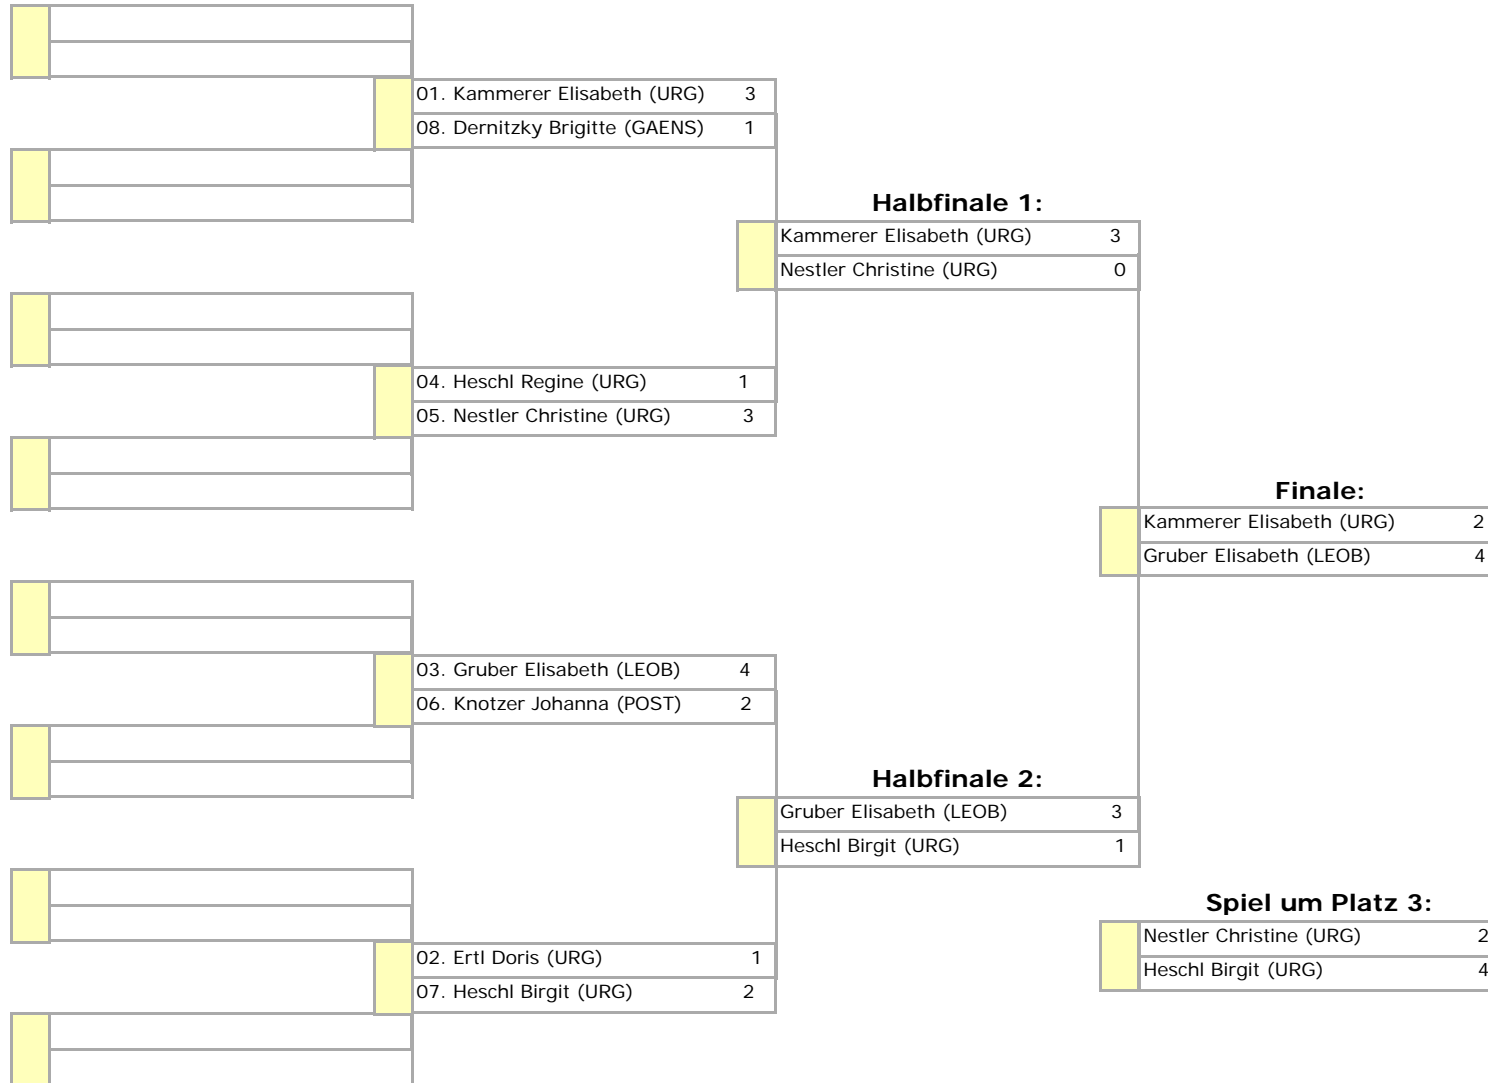 01. Kammerer Elisabeth (URG) 3
08. Dernitzky Brigitte (GAENS) 1
Halbfinale 1:
Kammerer Elisabeth (URG) 3
Nestler Christine (URG) 0
04. Heschl Regine (URG) 1
05. Nestler Christine (URG) 3
Finale:
Kammerer Elisabeth (URG) 2
Gruber Elisabeth (LEOB) 4
03. Gruber Elisabeth (LEOB) 4
06. Knotzer Johanna (POST) 2
Halbfinale 2:
Gruber Elisabeth (LEOB) 3
Heschl Birgit (URG) 1
Spiel um Platz 3:
Nestler Christine (URG) 2
Heschl Birgit (URG) 4
02. Ertl Doris (URG) 1
07. Heschl Birgit (URG) 2